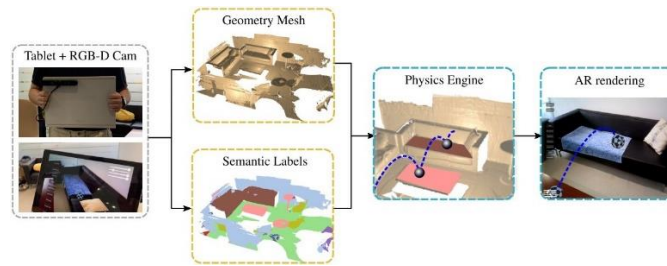 Tablet + RGB-D Cam
Geometry Mesh
Semantic Labels
Physics Engine
AR rendering